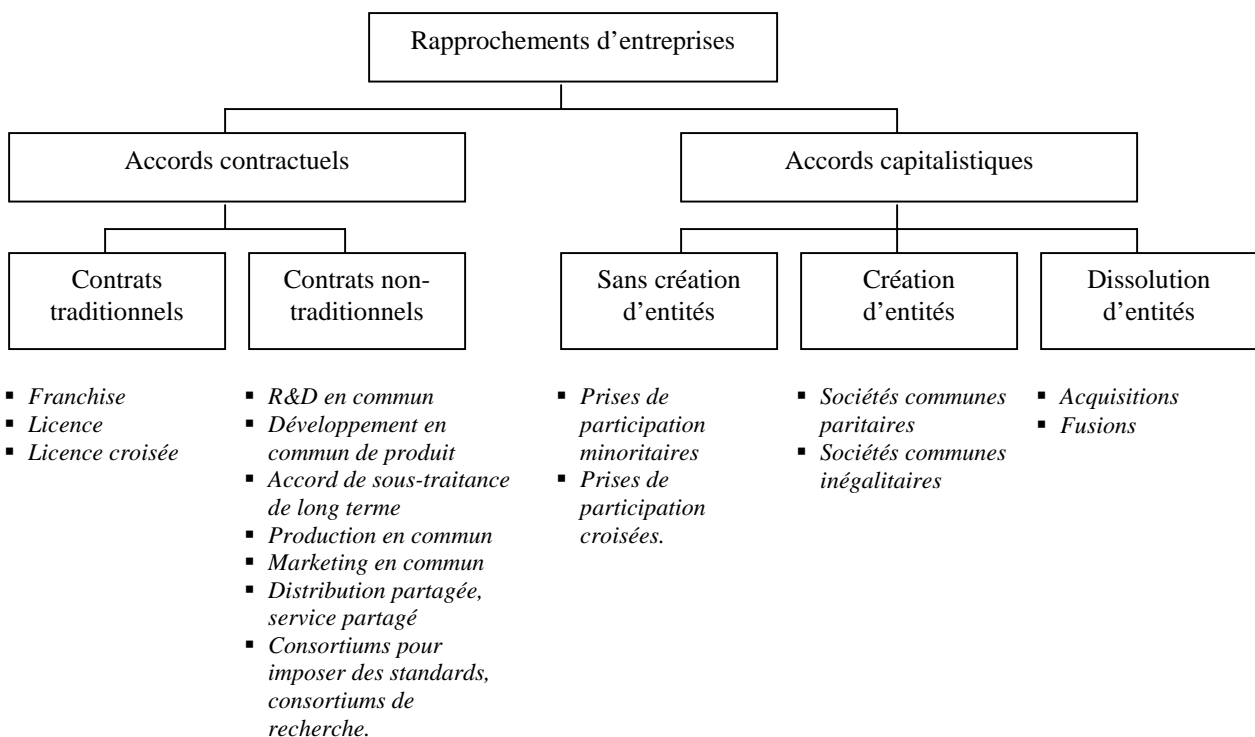 Rapprochements d’entreprises
Accords contractuels
Accords capitalistiques
Contrats
traditionnels
Contrats non-
traditionnels
Sans création
d’entités
Création
d’entités
Dissolution
d’entités
▪ Franchise
▪ Licence
▪ Licence croisée
▪ R&D en commun
▪ Développement en
commun de produit
▪ Accord de sous-traitance
de long terme
▪ Production en commun
▪ Marketing en commun
▪ Distribution partagée,
service partagé
▪ Consortiums pour
imposer des standards,
consortiums de
recherche.
▪ Prises de
participation
minoritaires
▪ Prises de
participation
croisées.
▪ Sociétés communes
paritaires
▪ Sociétés communes
inégalitaires
▪ Acquisitions
▪ Fusions